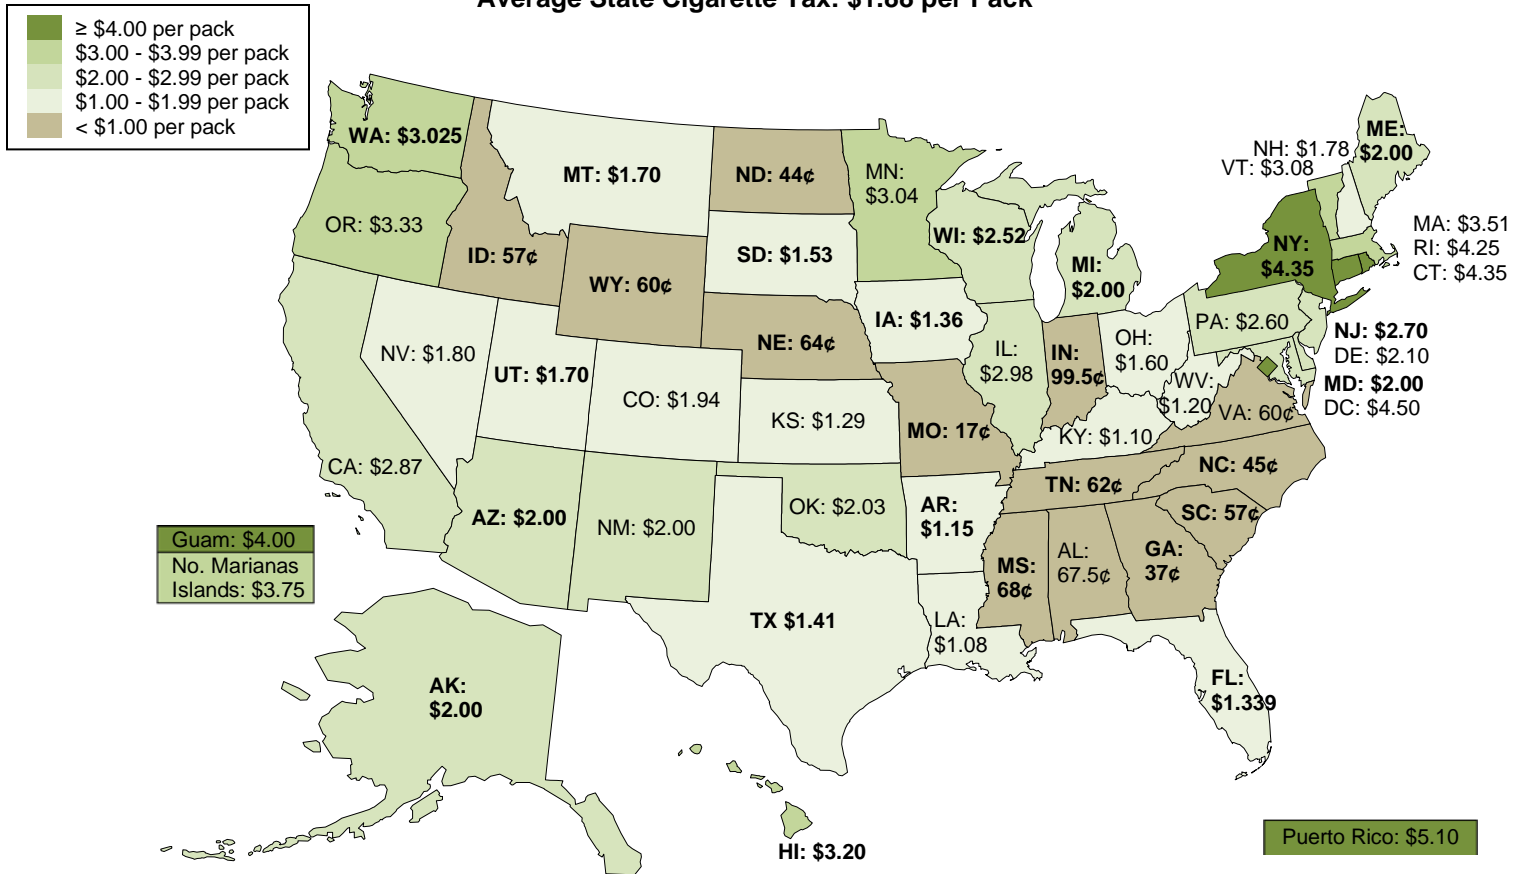 Average State Cigarette Tax: $1.88 per Pack
≥ $4.00 per pack
$3.00 - $3.99 per pack
$2.00 - $2.99 per pack
$1.00 - $1.99 per pack
< $1.00 per pack
WA: $3.025
OR: $3.33
CA: $2.87
ID: 57¢
NV: $1.80
MT: $1.70
WY: 60¢
UT: $1.70
AZ: $2.00
CO: $1.94
NM: $2.00
ND: 44¢
SD: $1.53
NE: 64¢
KS: $1.29
OK: $2.03
TX $1.41
MN:
$3.04
IA: $1.36
MO: 17¢
AR:
$1.15
LA:
$1.08
WI: $2.52
IL:
$2.98
MI:
$2.00
IN:
99.5¢
OH:
$1.60
KY: $1.10
TN: 62¢
MS:
68¢
AL:
67.5¢
GA:
37¢
FL:
$1.339
SC: 57¢
NC: 45¢
VA: 60¢
WV:
$1.20
PA: $2.60
NY:
$4.35
VT: $3.08
NH: $1.78
ME:
$2.00
MA: $3.51
RI: $4.25
CT: $4.35
NJ: $2.70
DE: $2.10
MD: $2.00
DC: $4.50
Guam: $4.00
No. Marianas
Islands: $3.75
AK:
$2.00
HI: $3.20
Puerto Rico: $5.10